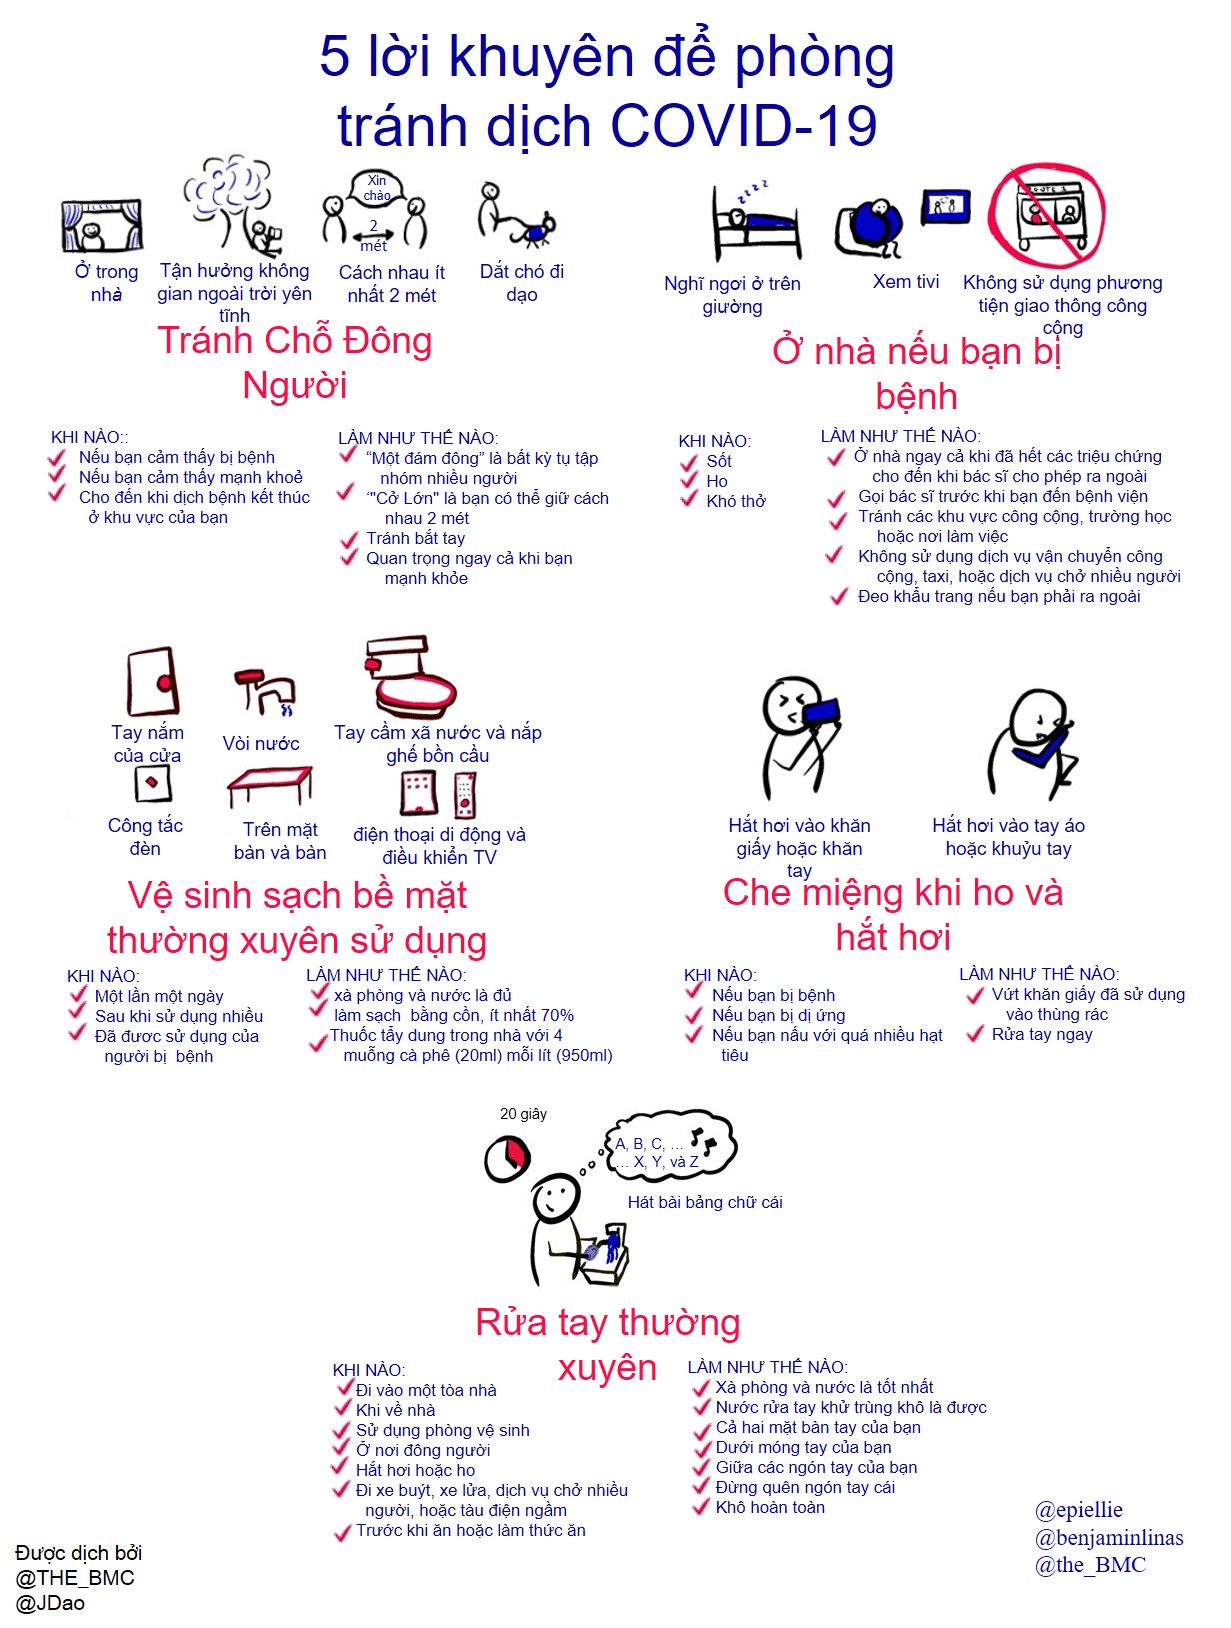 5 lời khuyên để phòng
tránh dịch COVID-19
Xin
chào
2
mét
Ở trong
nhà
Tận hưởng không
gian ngoài trời yên
tĩnh
Cách nhau ít
nhất 2 mét
Dắt chó đi
dạo
Tránh Chỗ Đông
Người
KHI NÀO::
Nếu bạn cảm thấy bị bệnh
Nếu bạn cảm thấy mạnh khoẻ
Cho đến khi dịch bệnh kết thúc
ở khu vực của bạn
LÀM NHƯ THẾ NÀO:
“Một đám đông” là bất kỳ tụ tập
nhóm nhiều người
“"Cở Lớn" là bạn có thể giữ cách
nhau 2 mét
Tránh bắt tay
Quan trọng ngay cả khi bạn
mạnh khỏe
ROUTE 1
Nghĩ ngơi ở trên
giường
Xem tivi
Không sử dụng phương
tiện giao thông công
cộng
Ở nhà nếu bạn bị
bệnh
KHI NÀO:
Sốt
Ho
Khó thở
LÀM NHƯ THẾ NÀO:
Ở nhà ngay cả khi đã hết các triệu chứng
cho đến khi bác sĩ cho phép ra ngoài
Gọi bác sĩ trước khi bạn đến bệnh viện
Tránh các khu vực công cộng, trường học
hoặc nơi làm việc
Không sử dụng dịch vụ vận chuyển công
cộng, taxi, hoặc dịch vụ chở nhiều người
Đeo khẩu trang nếu bạn phải ra ngoài
Tay nắm
của cửa
Vòi nước
Tay cầm xã nước và nắp
ghế bồn cầu
Công tắc
đèn
Trên mặt
bàn và bàn
điện thoại di động và
điều khiển TV
Vệ sinh sạch bề mặt
thường xuyên sử dụng
KHI NÀO:
Một lần một ngày
Sau khi sử dụng nhiều
Đã được sử dụng của
người bị bệnh
LÀM NHƯ THẾ NÀO:
xà phòng và nước là đủ
làm sạch bằng cồn, ít nhất 70%
Thuốc tẩy dung trong nhà với 4
muỗng cà phê (20ml) mỗi lít (950ml)
Hắt hơi vào khăn
giấy hoặc khăn
tay
Hắt hơi vào tay áo
hoặc khuỷu tay
Che miệng khi ho và
hắt hơi
KHI NÀO:
Nếu bạn bị bệnh
Nếu bạn bị dị ứng
Nếu bạn nấu với quá nhiều hạt
tiêu
LÀM NHƯ THẾ NÀO:
Vứt khăn giấy đã sử dụng
vào thùng rác
Rửa tay ngay
20 giây
A, B, C, ...
... X, Y, và Z
Hát bài bảng chữ cái
Rửa tay thường
xuyên
KHI NÀO:
Đi vào một tòa nhà
Khi về nhà
Sử dụng phòng vệ sinh
Ở nơi đông người
Hắt hơi hoặc ho
Đi xe buýt, xe lửa, dịch vụ chở nhiều
người, hoặc tàu điện ngầm
Trước khi ăn hoặc làm thức ăn
LÀM NHƯ THẾ NÀO:
Xà phòng và nước là tốt nhất
Nước rửa tay khử trùng khô là được
Cả hai mặt bàn tay của bạn
Dưới móng tay của bạn
Giữa các ngón tay của bạn
Đừng quên ngón tay cái
Khô hoàn toàn
@epiellie
@benjaminlinas
@the_BMC
Được dịch bởi
@THE_BMC
@JDao